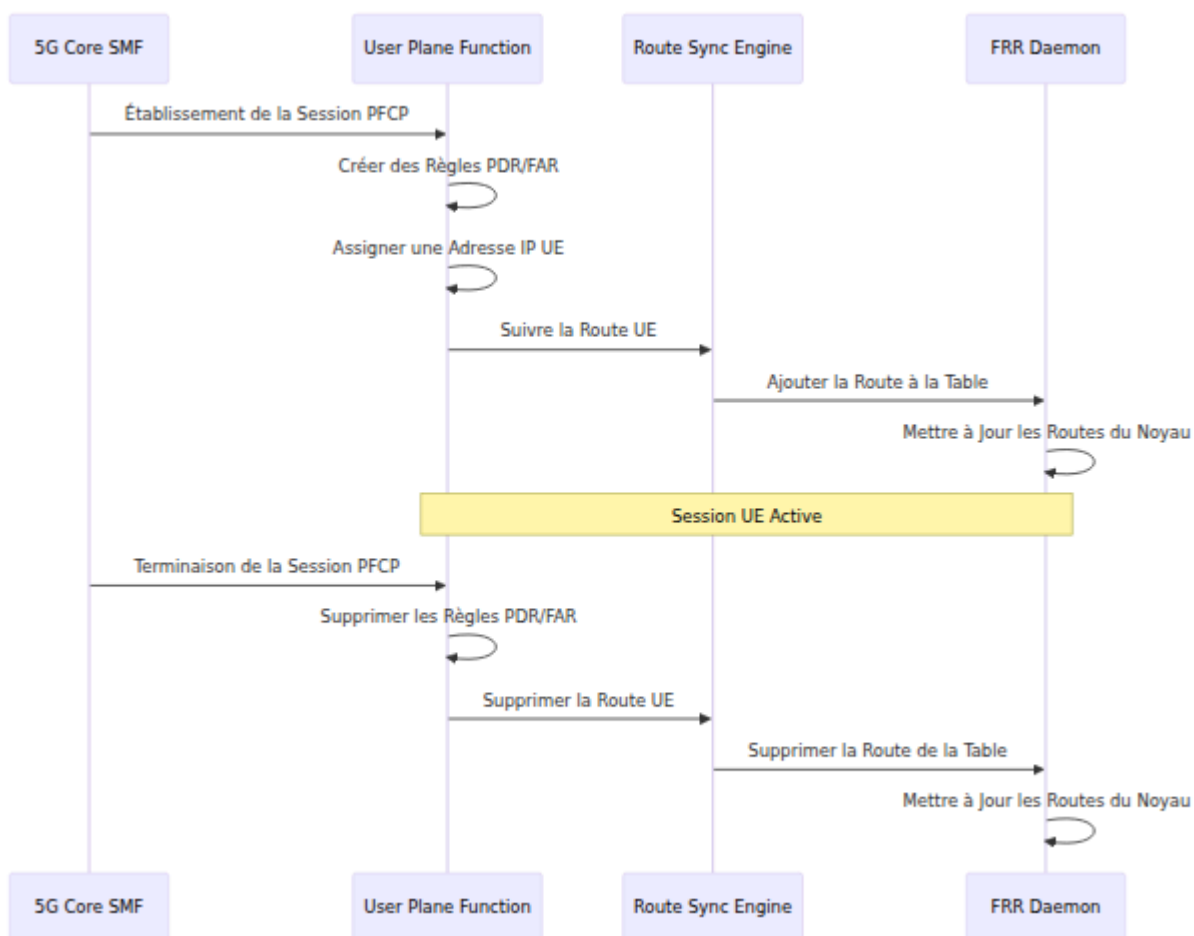 5G Core SMF
User Plane Function
Route Sync Engine
FRR Daemon
Établissement de la Session PFCP
Créer des Règles PDR/FAR
Assigner une Adresse IP UE
Suivre la Route UE
Ajouter la Route à la Table
Mettre à Jour les Routes du Noyau
Session UE Active
Terminaison de la Session PFCP
Supprimer les Règles PDR/FAR
Supprimer la Route UE
Supprimer la Route de la Table
Mettre à Jour les Routes du Noyau
5G Core SMF
User Plane Function
Route Sync Engine
FRR Daemon